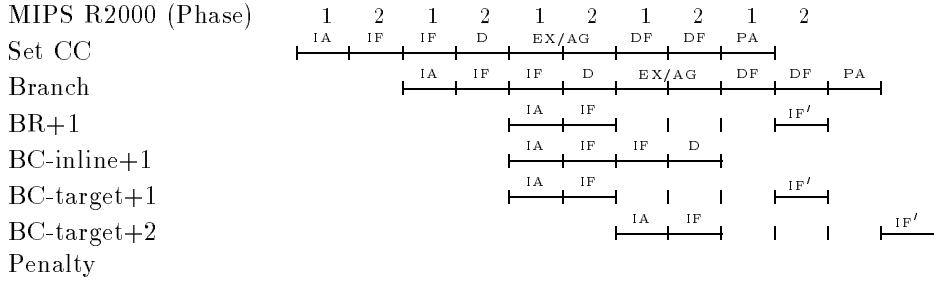 MIPS R2000 (Phase) 1 2 1 2 1 2 1 2 1 2
Set CC IA IF IF D EX/AG DF DF PA
Branch IA IF IF D EX/AG DF DF PA
BR+1 IA IF IF′
BC-inline+1 IA IF IF D
BC-target+1 IA IF IF′
BC-target+2 IA IF IF′
Penalty